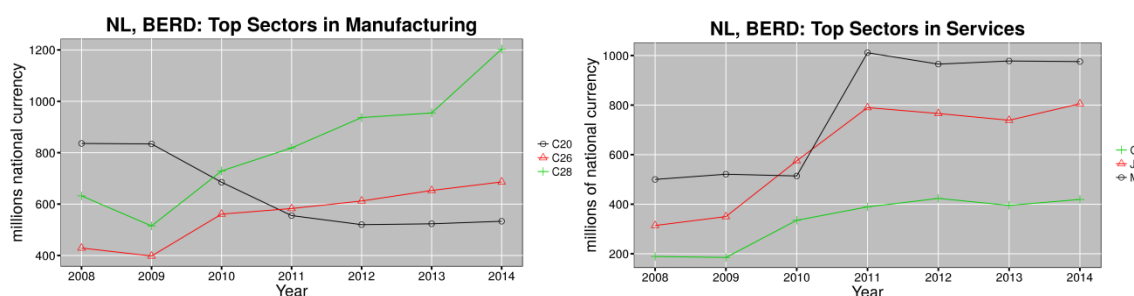 NL, BERD: Top Sectors in Manufacturing
millions national currency
1200
1000
800
600
400
2008 2009 2010 2011 2012 2013 2014
Year
C20
C26
C28
NL, BERD: Top Sectors in Services
millions of national currency
1000
800
600
400
200
2008 2009 2010 2011 2012 2013 2014
Year
J